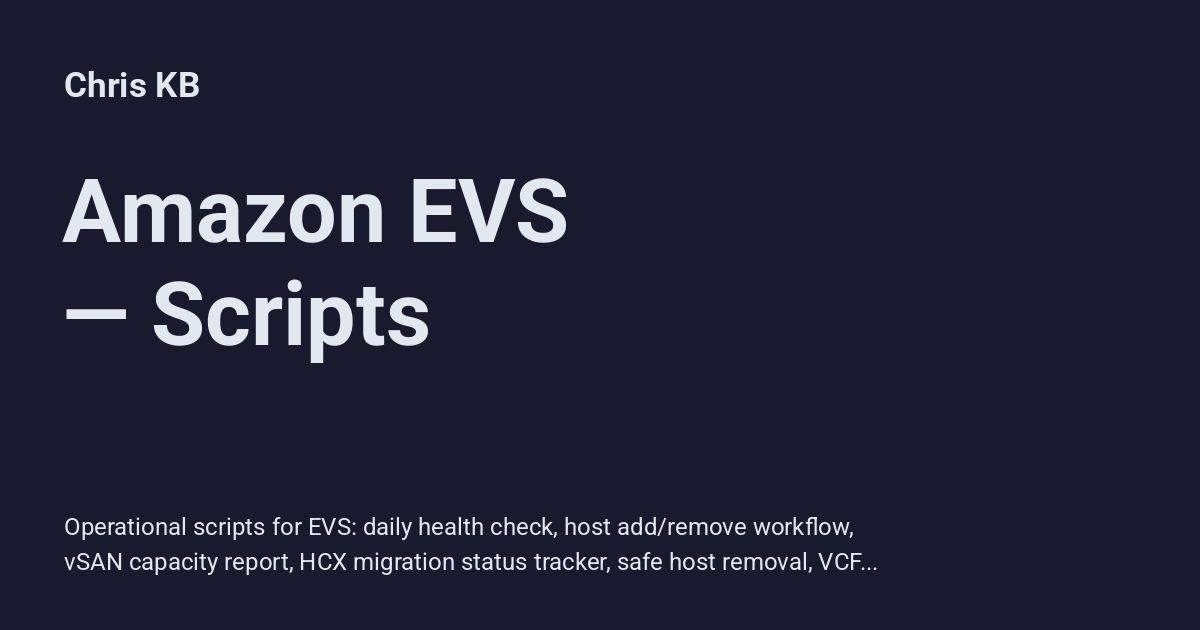 Chris KB
Amazon EVS
— Scripts
Operational scripts for EVS: daily health check, host add/remove workflow,
vSAN capacity report, HCX migration status tracker, safe host removal, VCF...